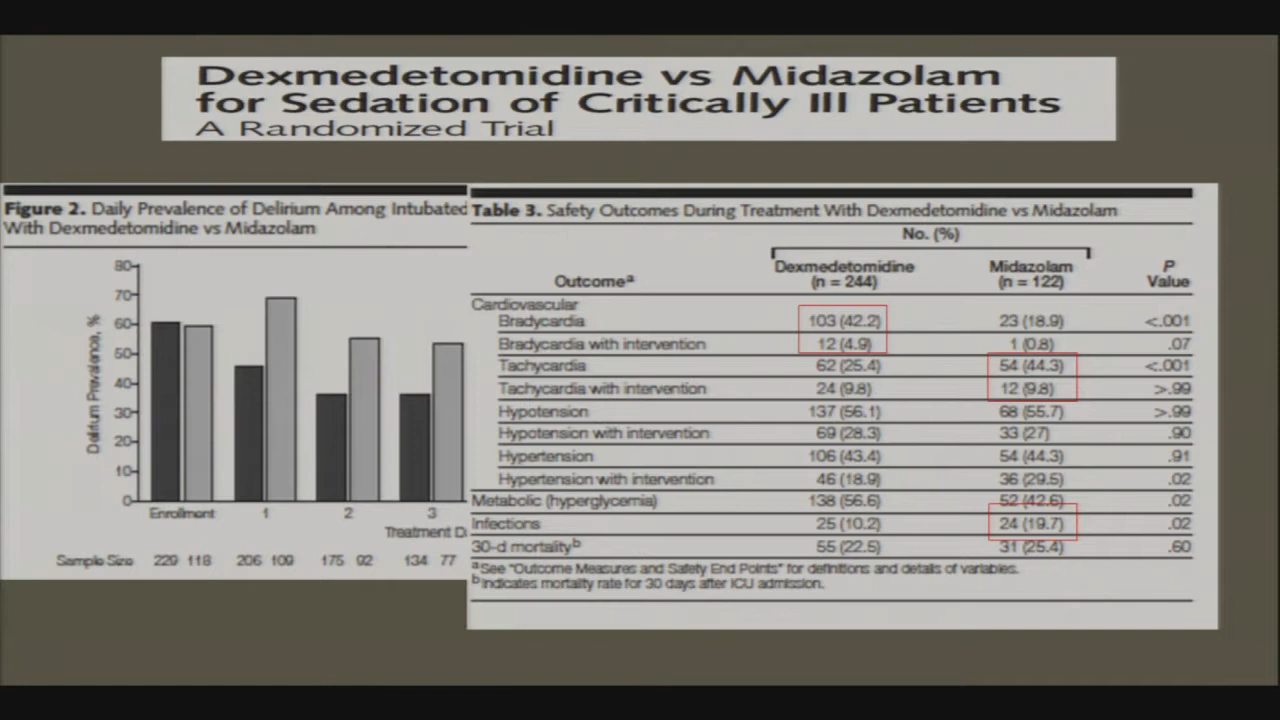 Dexmedetomidine vs Midazolam
for Sedation of Critically Ill Patients
A Randomized Trial
Figure 2. Daily Prevalence of Delirium Among Intubated
With Dexmedetomidine vs Midazolam
80
70
60
50
40
30
20
10
0
Delirium Prevalence, %
Enrollment 1 2 3
Treatment D
Sample Size 229 118 206 109 175 92 134 77
Table 3. Safety Outcomes During Treatment With Dexmedetomidine vs Midazolam
No. (%)
Outcomeᵃ Dexmedetomidine (n = 244) Midazolam (n = 122) P Value
Cardiovascular
Bradycardia 103 (42.2) 23 (18.9) <.001
Bradycardia with intervention 12 (4.9) 1 (0.8) .07
Tachycardia 62 (25.4) 54 (44.3) <.001
Tachycardia with intervention 24 (9.8) 12 (9.8) >.99
Hypotension 137 (56.1) 68 (55.7) >.99
Hypotension with intervention 69 (28.3) 33 (27) .90
Hypertension 106 (43.4) 54 (44.3) .91
Hypertension with intervention 46 (18.9) 36 (29.5) .02
Metabolic (hyperglycemia) 138 (56.6) 52 (42.6) .02
Infections 25 (10.2) 24 (19.7) .02
30-d mortalityᵇ 55 (22.5) 31 (25.4) .60
ᵃSee "Outcome Measures and Safety End Points" for definitions and details of variables.
ᵇIndicates mortality rate for 30 days after ICU admission.